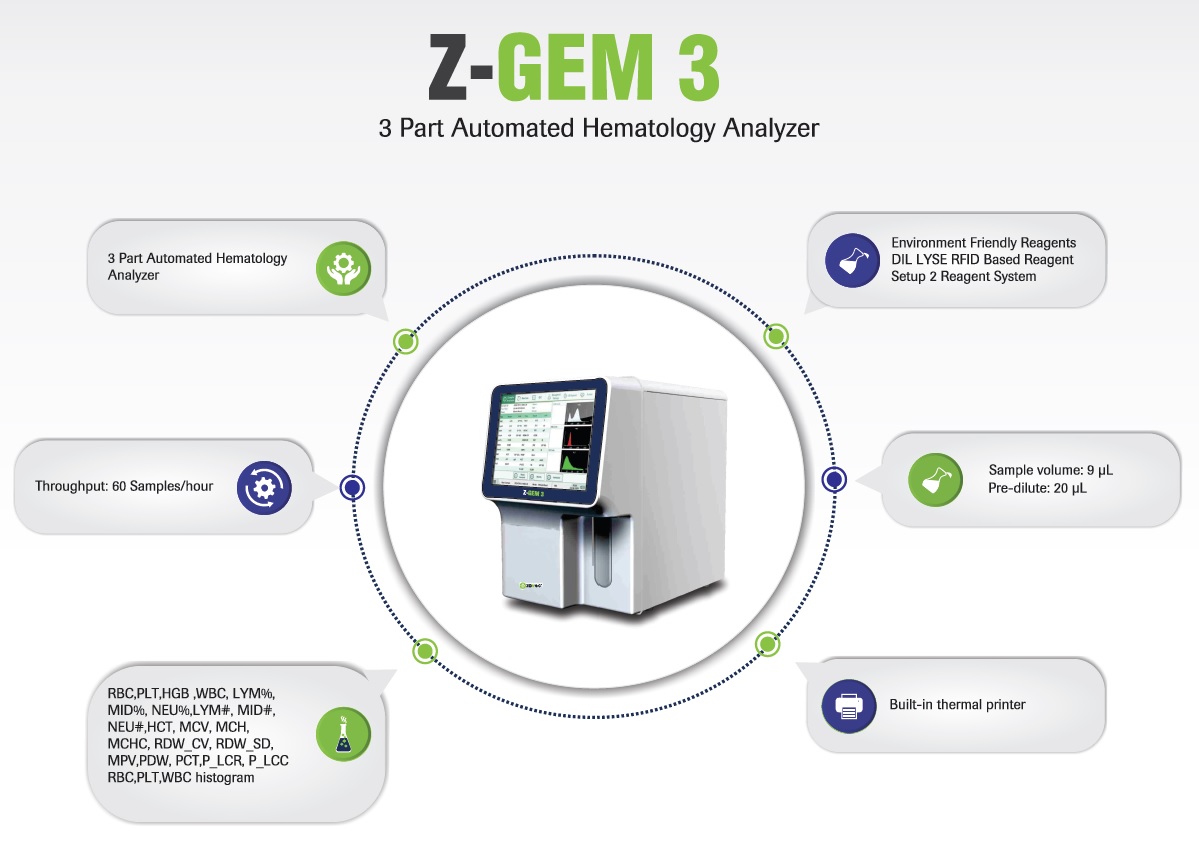 Z-GEM 3
3 Part Automated Hematology Analyzer
3 Part Automated Hematology
Analyzer
Environment Friendly Reagents
DIL LYSE RFID Based Reagent
Setup 2 Reagent System
Throughput: 60 Samples/hour
Sample volume: 9 µL
Pre-dilute: 20 µL
Z-GEM 3
RBC,PLT,HGB ,WBC, LYM%,
MID%, NEU%,LYM#, MID#,
NEU#,HCT, MCV, MCH,
MCHC, RDW_CV, RDW_SD,
MPV,PDW, PCT,P_LCR, P_LCC
RBC,PLT,WBC histogram
Built-in thermal printer